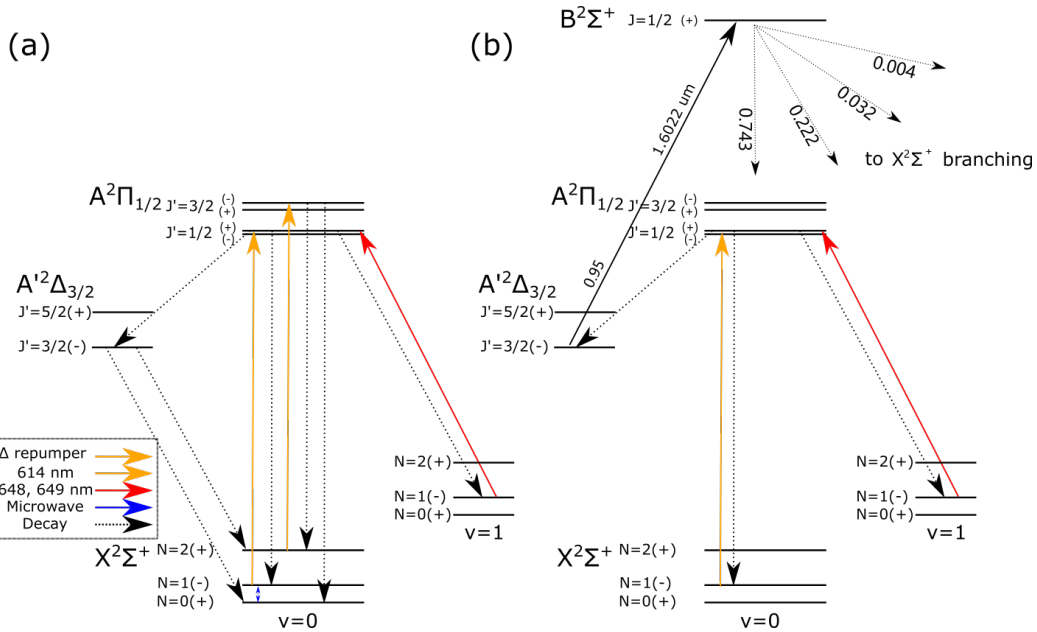 (a)
A²Π₁/₂
J'=3/2 (-)
(+)
J'=1/2 (+)
(-)
A'²Δ₃/₂
J'=5/2(+)
J'=3/2(-)
Δ repumper
614 nm
648, 649 nm
Microwave
Decay
N=2(+)
N=1(-)
N=0(+)
v=1
X²Σ⁺
N=2(+)
N=1(-)
N=0(+)
v=0
(b)
B²Σ⁺ J=1/2 (+)
1.6022 um
0.95
0.743
0.222
0.032
0.004
to X²Σ⁺ branching
A²Π₁/₂
J'=3/2 (-)
(+)
J'=1/2 (+)
(-)
A'²Δ₃/₂
J'=5/2(+)
J'=3/2(-)
N=2(+)
N=1(-)
N=0(+)
v=1
X²Σ⁺
N=2(+)
N=1(-)
N=0(+)
v=0